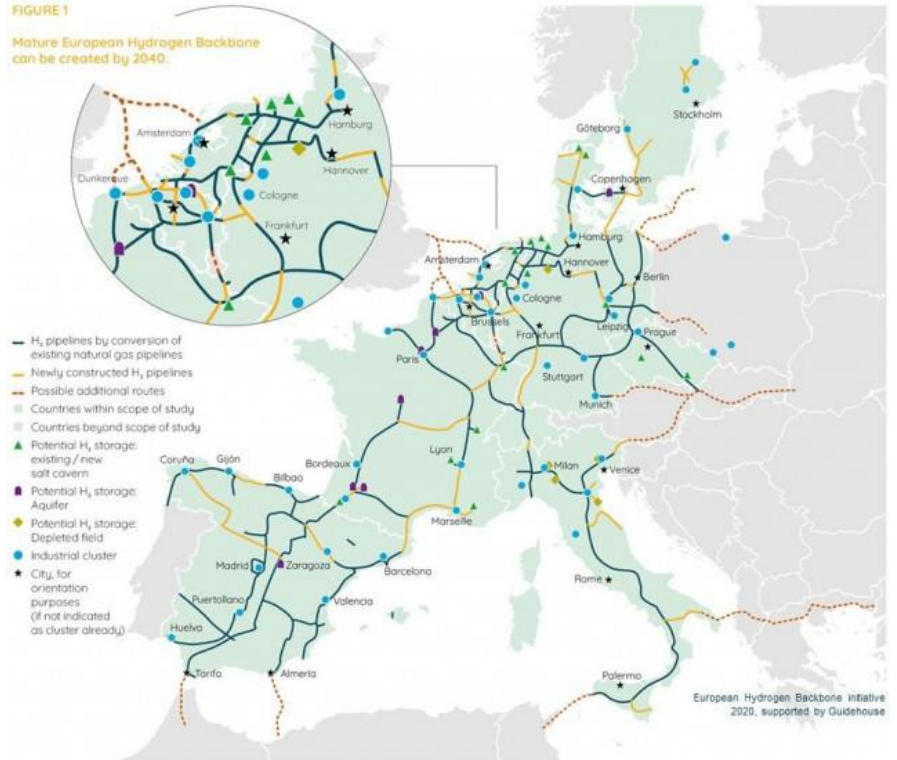 FIGURE 1
Mature European Hydrogen Backbone
can be created by 2040.
Amsterdam
Hamburg
Hannover
Dunkerque
Cologne
Frankfurt
H₂ pipelines by conversion of
existing natural gas pipelines
Newly constructed H₂ pipelines
Possible additional routes
Countries within scope of study
Countries beyond scope of study
Potential H₂ storage:
existing / new
salt cavern
Potential H₂ storage:
Aquifer
Potential H₂ storage:
Depleted field
Industrial cluster
City, for
orientation
purposes
(if not indicated
as cluster already)
Stockholm
Göteborg
Copenhagen
Hamburg
Amsterdam
Hannover
Berlin
Cologne
Brussels
Leipzig
Prague
Frankfurt
Paris
Stuttgart
Munich
Lyon
Milan
Venice
Coruña
Gijón
Bordeaux
Bilbao
Marseille
Madrid
Zaragoza
Barcelona
Rome
Puertollano
Valencia
Huelva
Tarifa
Almeria
Palermo
European Hydrogen Backbone initiative
2020, supported by Guidehouse